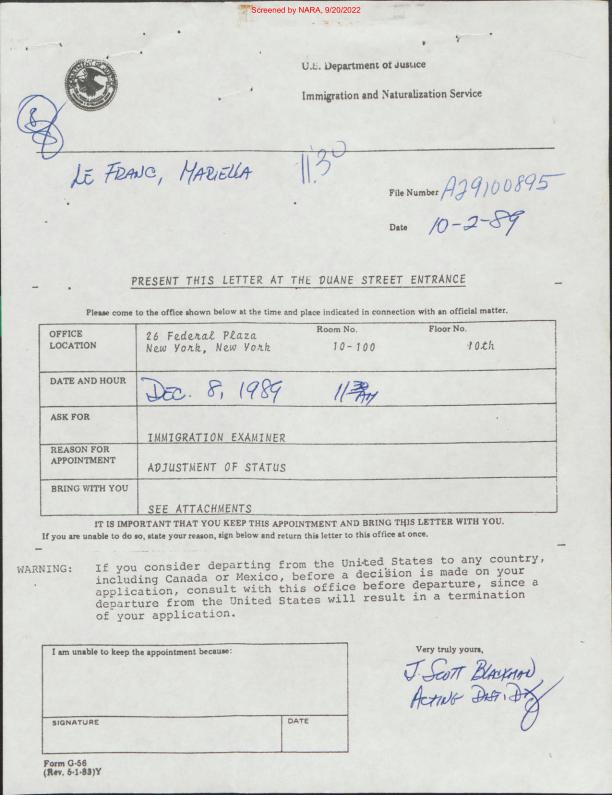 Screened by NARA, 9/20/2022
U.S. Department of Justice
Immigration and Naturalization Service
8
LE FRANC, MARIELLA 11:30
File Number A29100895
Date 10-2-89
PRESENT THIS LETTER AT THE DUANE STREET ENTRANCE
Please come to the office shown below at the time and place indicated in connection with an official matter.
OFFICE LOCATION
26 Federal Plaza
New York, New York
Room No.
10-100
Floor No.
10th
DATE AND HOUR
DEC. 8, 1989 11 30 AM
ASK FOR
IMMIGRATION EXAMINER
REASON FOR APPOINTMENT
ADJUSTMENT OF STATUS
BRING WITH YOU
SEE ATTACHMENTS
IT IS IMPORTANT THAT YOU KEEP THIS APPOINTMENT AND BRING THIS LETTER WITH YOU.
If you are unable to do so, state your reason, sign below and return this letter to this office at once.
WARNING: If you consider departing from the United States to any country,
including Canada or Mexico, before a decision is made on your
application, consult with this office before departure, since a
departure from the United States will result in a termination
of your application.
I am unable to keep the appointment because:
SIGNATURE
DATE
Very truly yours,
J. SCOTT BLACKMAN
ACTING DIST. DIR
Form G-56
(Rev. 5-1-83)Y